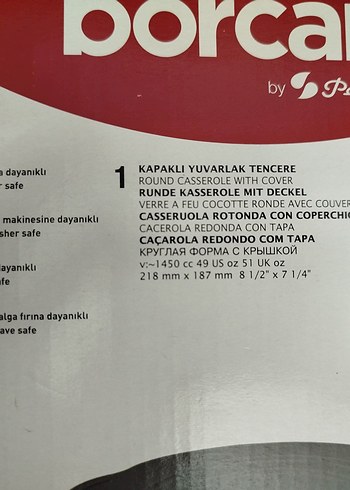 borca
by
1
KAPAKLI YUVARLAK TENCERE
ROUND CASSEROLE WITH COVER
RUNDE KASSEROLE MIT DECKEL
VERRE A FEU COCOTTE RONDE AVEC COUVER
CASSERUOLA ROTONDA CON COPERCHIO
CACEROLA REDONDA CON TAPA
CAÇAROLA REDONDO COM TAPA
КРУГЛАЯ ФОРМА С КРЫШКОЙ
v:~1450 cc 49 US oz 51 UK oz
218 mm x 187 mm 8 1/2" x 7 1/4"
a dayanıklı
r safe
makinesine dayanıklı
sher safe
dayanıklı
afe
alga fırına dayanıklı
ave safe